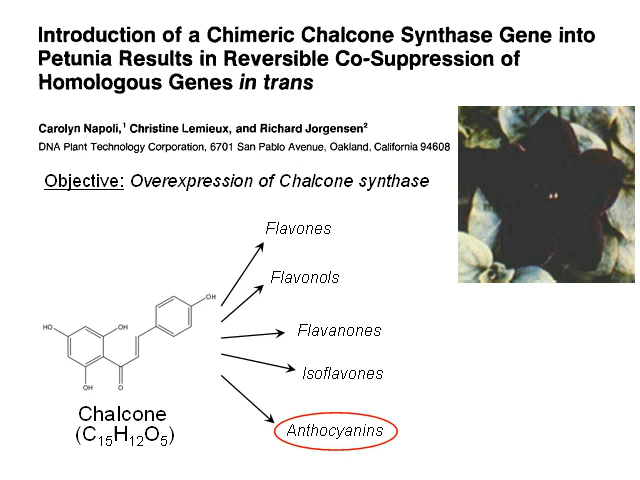 Introduction of a Chimeric Chalcone Synthase Gene into
Petunia Results in Reversible Co-Suppression of
Homologous Genes in trans
Carolyn Napoli,¹ Christine Lemieux, and Richard Jorgensen²
DNA Plant Technology Corporation, 6701 San Pablo Avenue, Oakland, California 94608
Objective: Overexpression of Chalcone synthase
Flavones
Flavonols
Flavanones
Isoflavones
Anthocyanins
OH
HO
OH
OH
O
Chalcone
(C₁₅H₁₂O₅)